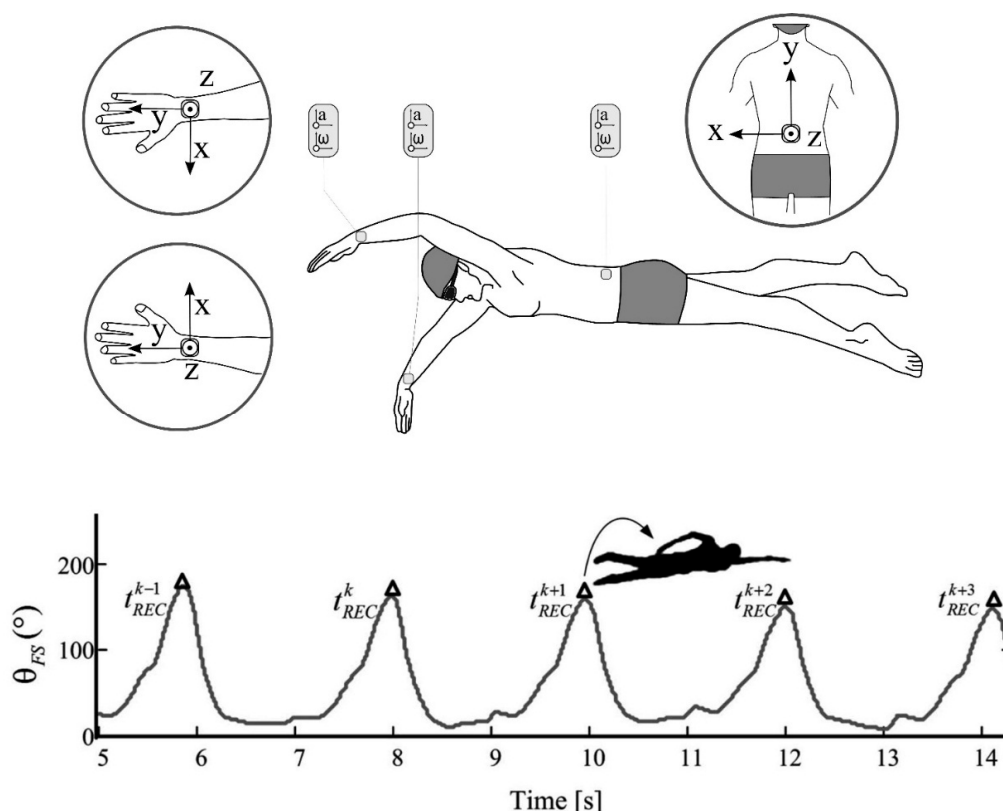 z
y
x
a
ω
a
ω
a
ω
y
x
z
x
y
z
θFS (°)
200
100
0
t^{k-1}_{REC}
t^{k}_{REC}
t^{k+1}_{REC}
t^{k+2}_{REC}
t^{k+3}_{REC}
5 6 7 8 9 10 11 12 13 14
Time [s]